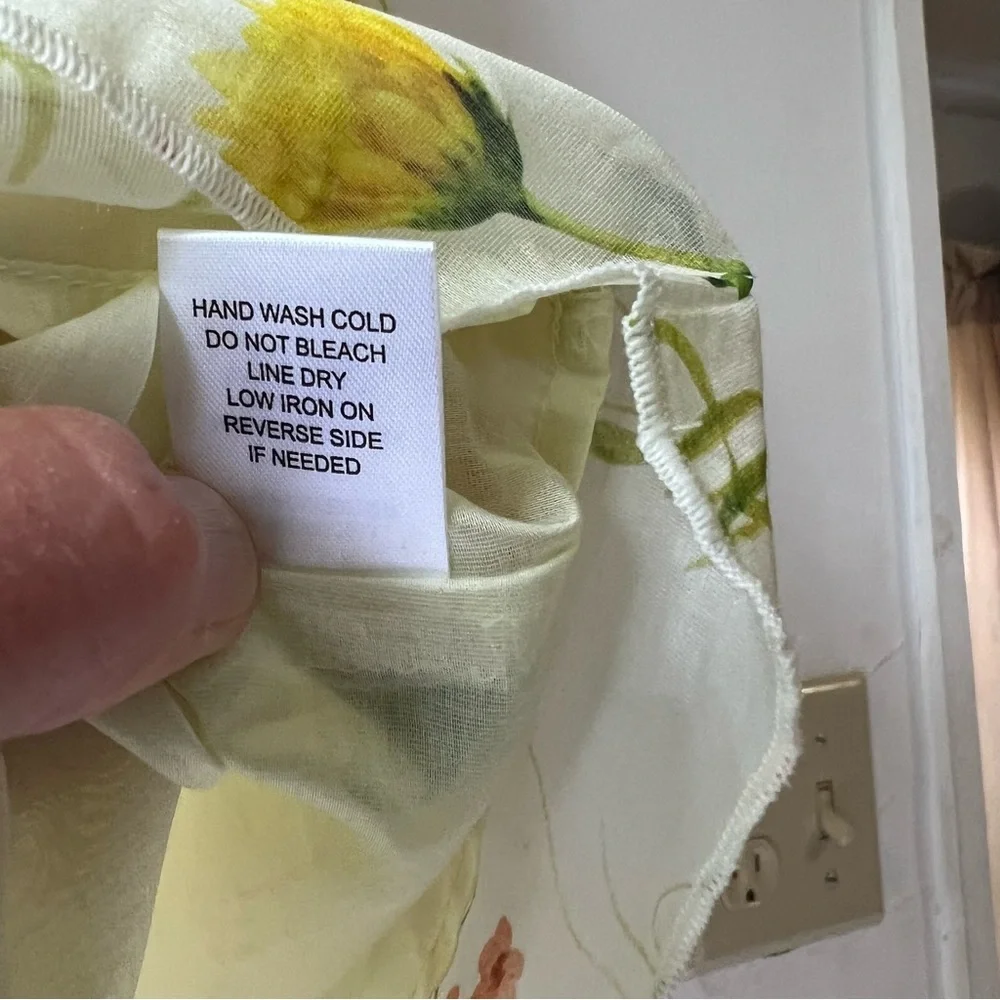 HAND WASH COLD
DO NOT BLEACH
LINE DRY
LOW IRON ON
REVERSE SIDE
IF NEEDED